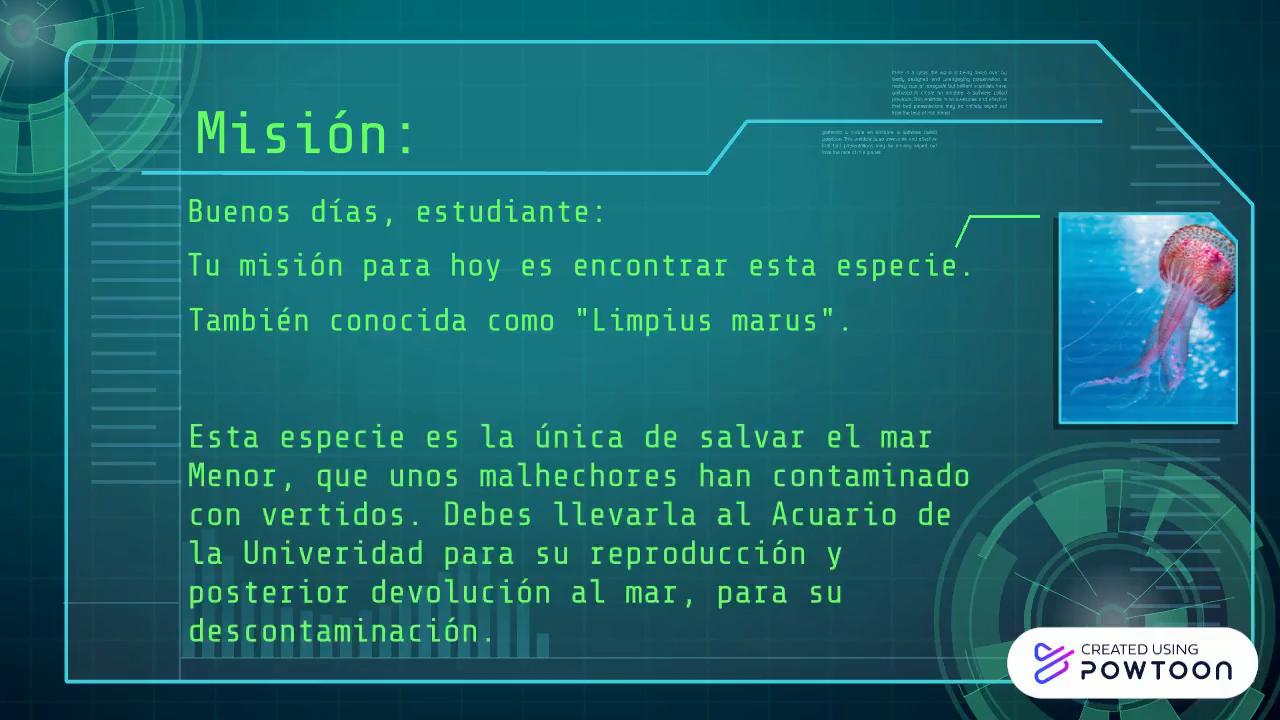 Misión:
Buenos días, estudiante:
Tu misión para hoy es encontrar esta especie.
También conocida como "Limpius marus".
Esta especie es la única de salvar el mar
Menor, que unos malhechores han contaminado
con vertidos. Debes llevarla al Acuario de
la Univeridad para su reproducción y
posterior devolución al mar, para su
descontaminación.
CREATED USING
POWTOON